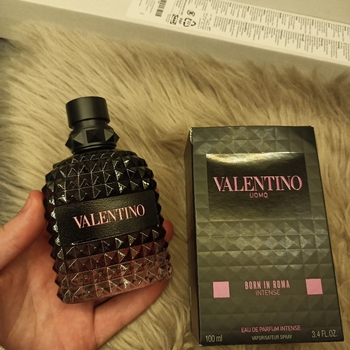 VALENTINO
VALENTINO
UOMO
BORN IN ROMA
INTENSE
EAU DE PARFUM INTENSE
VAPORISATEUR SPRAY
100 ml
3.4 FL.OZ.